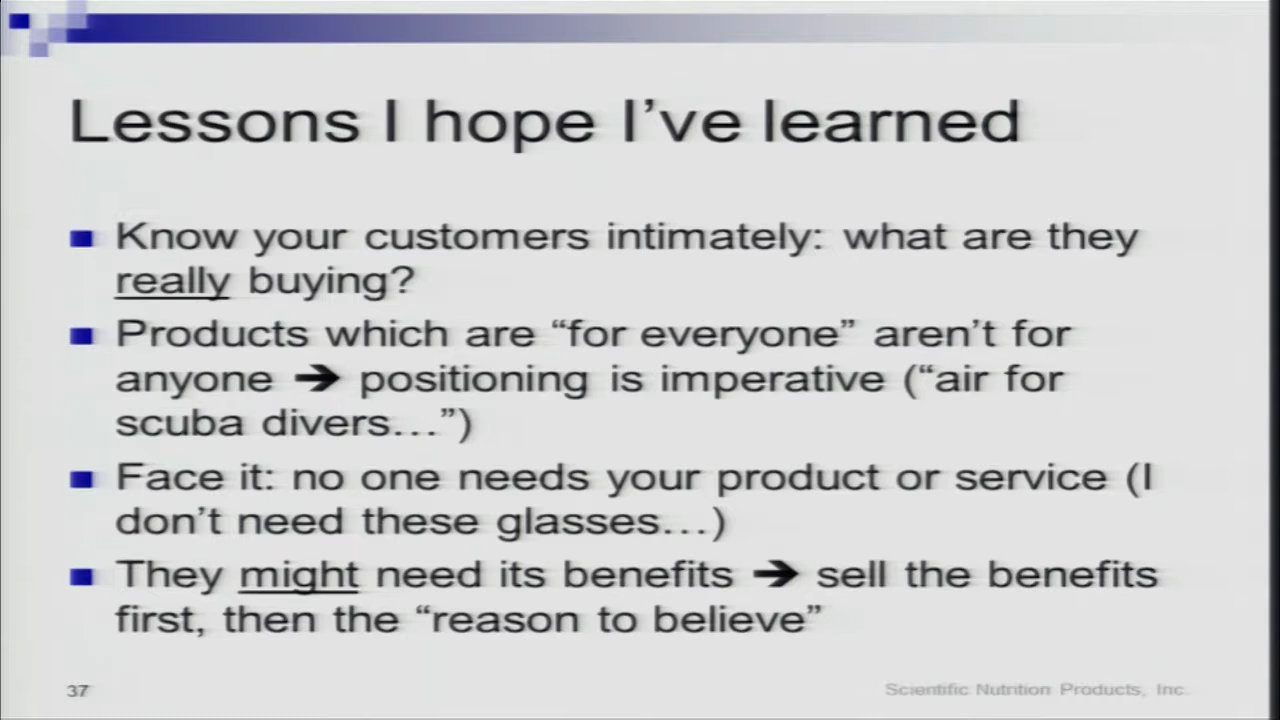 Lessons I hope I've learned
Know your customers intimately: what are they
really buying?
Products which are “for everyone” aren't for
anyone ➔ positioning is imperative (“air for
scuba divers…”)
Face it: no one needs your product or service (I
don't need these glasses…)
They might need its benefits ➔ sell the benefits
first, then the “reason to believe”
37
Scientific Nutrition Products, Inc.